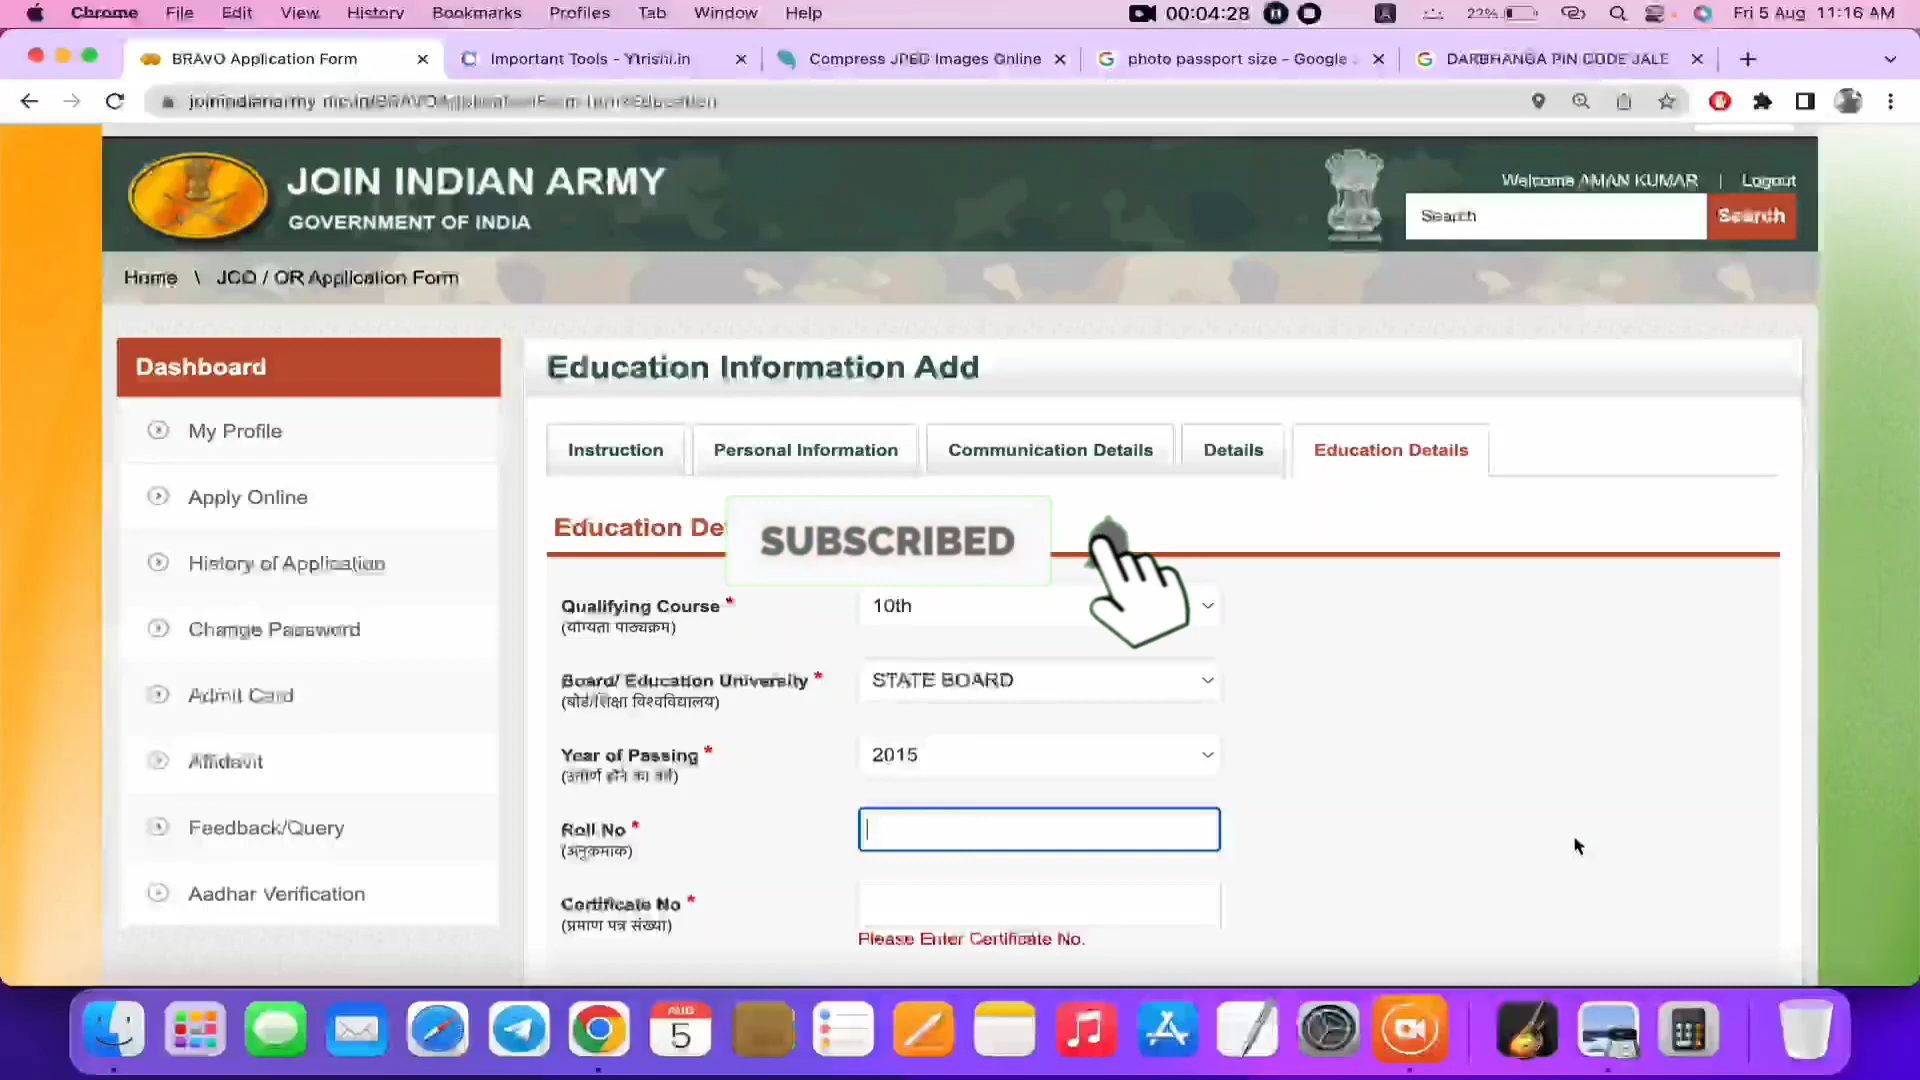 Chrome File Edit View History Bookmarks Profiles Tab Window Help 00:04:28 22% Fri 5 Aug 11:16 AM
BRAVO Application Form Important Tools - Ytrishi.in Compress JPEG Images Online photo passport size - Google DARBHANGA PIN CODE JALE
JOIN INDIAN ARMY
GOVERNMENT OF INDIA
Welcome AMAN KUMAR | Logout
Search Search
Home \ JCO / OR Application Form
Dashboard
My Profile
Apply Online
History of Application
Change Password
Admit Card
Affidavit
Feedback/Query
Aadhar Verification
Education Information Add
Instruction Personal Information Communication Details Details Education Details
Education De
SUBSCRIBED
Qualifying Course * 10th
(योग्यता पाठ्यक्रम)
Board/ Education University * STATE BOARD
(बोर्ड/शिक्षा विश्वविद्यालय)
Year of Passing * 2015
(उत्तीर्ण होने का वर्ष)
Roll No *
(अनुक्रमांक)
Certificate No *
(प्रमाण पत्र संख्या)
Please Enter Certificate No.
AUG
5